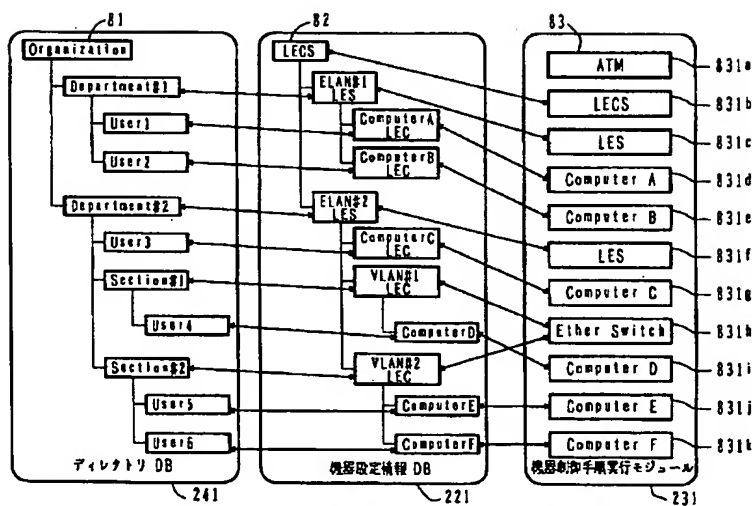 81
82
83
Organization
Department#1
User1
User2
Department#2
User3
Section#1
User4
Section#2
User5
User6
ディレクトリ DB
241
LECS
ELAN#1
LES
ComputerA
LEC
ComputerB
LEC
ELAN#2
LES
ComputerC
LEC
VLAN#1
LEC
ComputerD
VLAN#2
LEC
ComputerE
ComputerF
機器設定情報 DB
221
ATM
831a
LECS
831b
LES
831c
Computer A
831d
Computer B
831e
LES
831f
Computer C
831g
Ether Switch
831h
Computer D
831i
Computer E
831j
Computer F
831k
機器制御手順実行モジュール
231